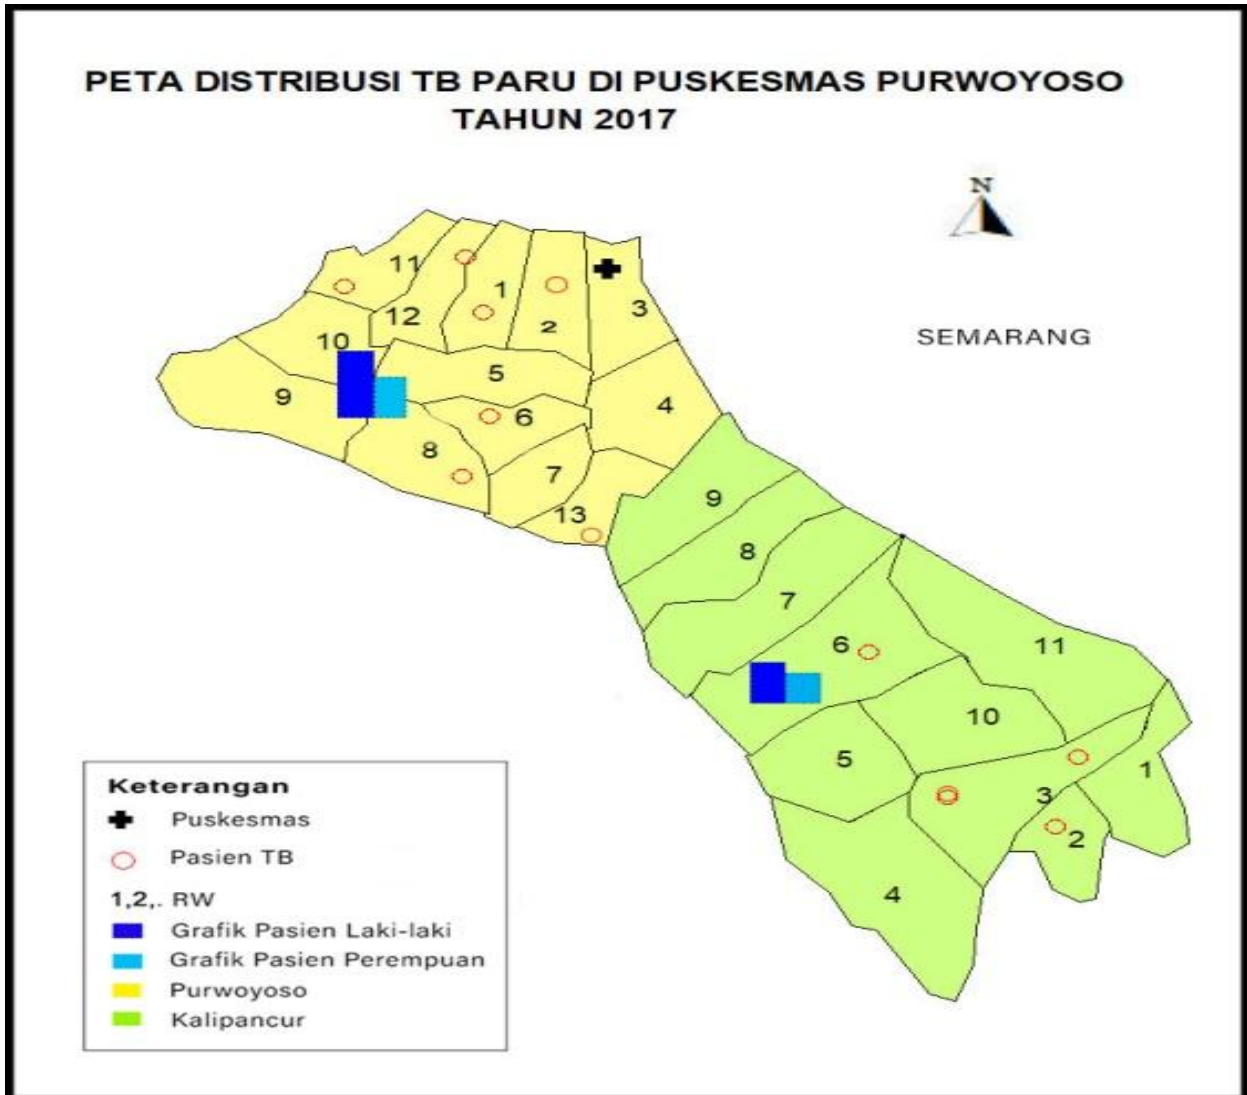 PETA DISTRIBUSI TB PARU DI PUSKESMAS PURWOYOSO
TAHUN 2017
N
SEMARANG
11
1
12
2
3
10
5
9
4
6
8
7
13
9
8
7
6
11
10
5
1
3
2
4
Keterangan
Puskesmas
Pasien TB
1,2,. RW
Grafik Pasien Laki-laki
Grafik Pasien Perempuan
Purwoyoso
Kalipancur